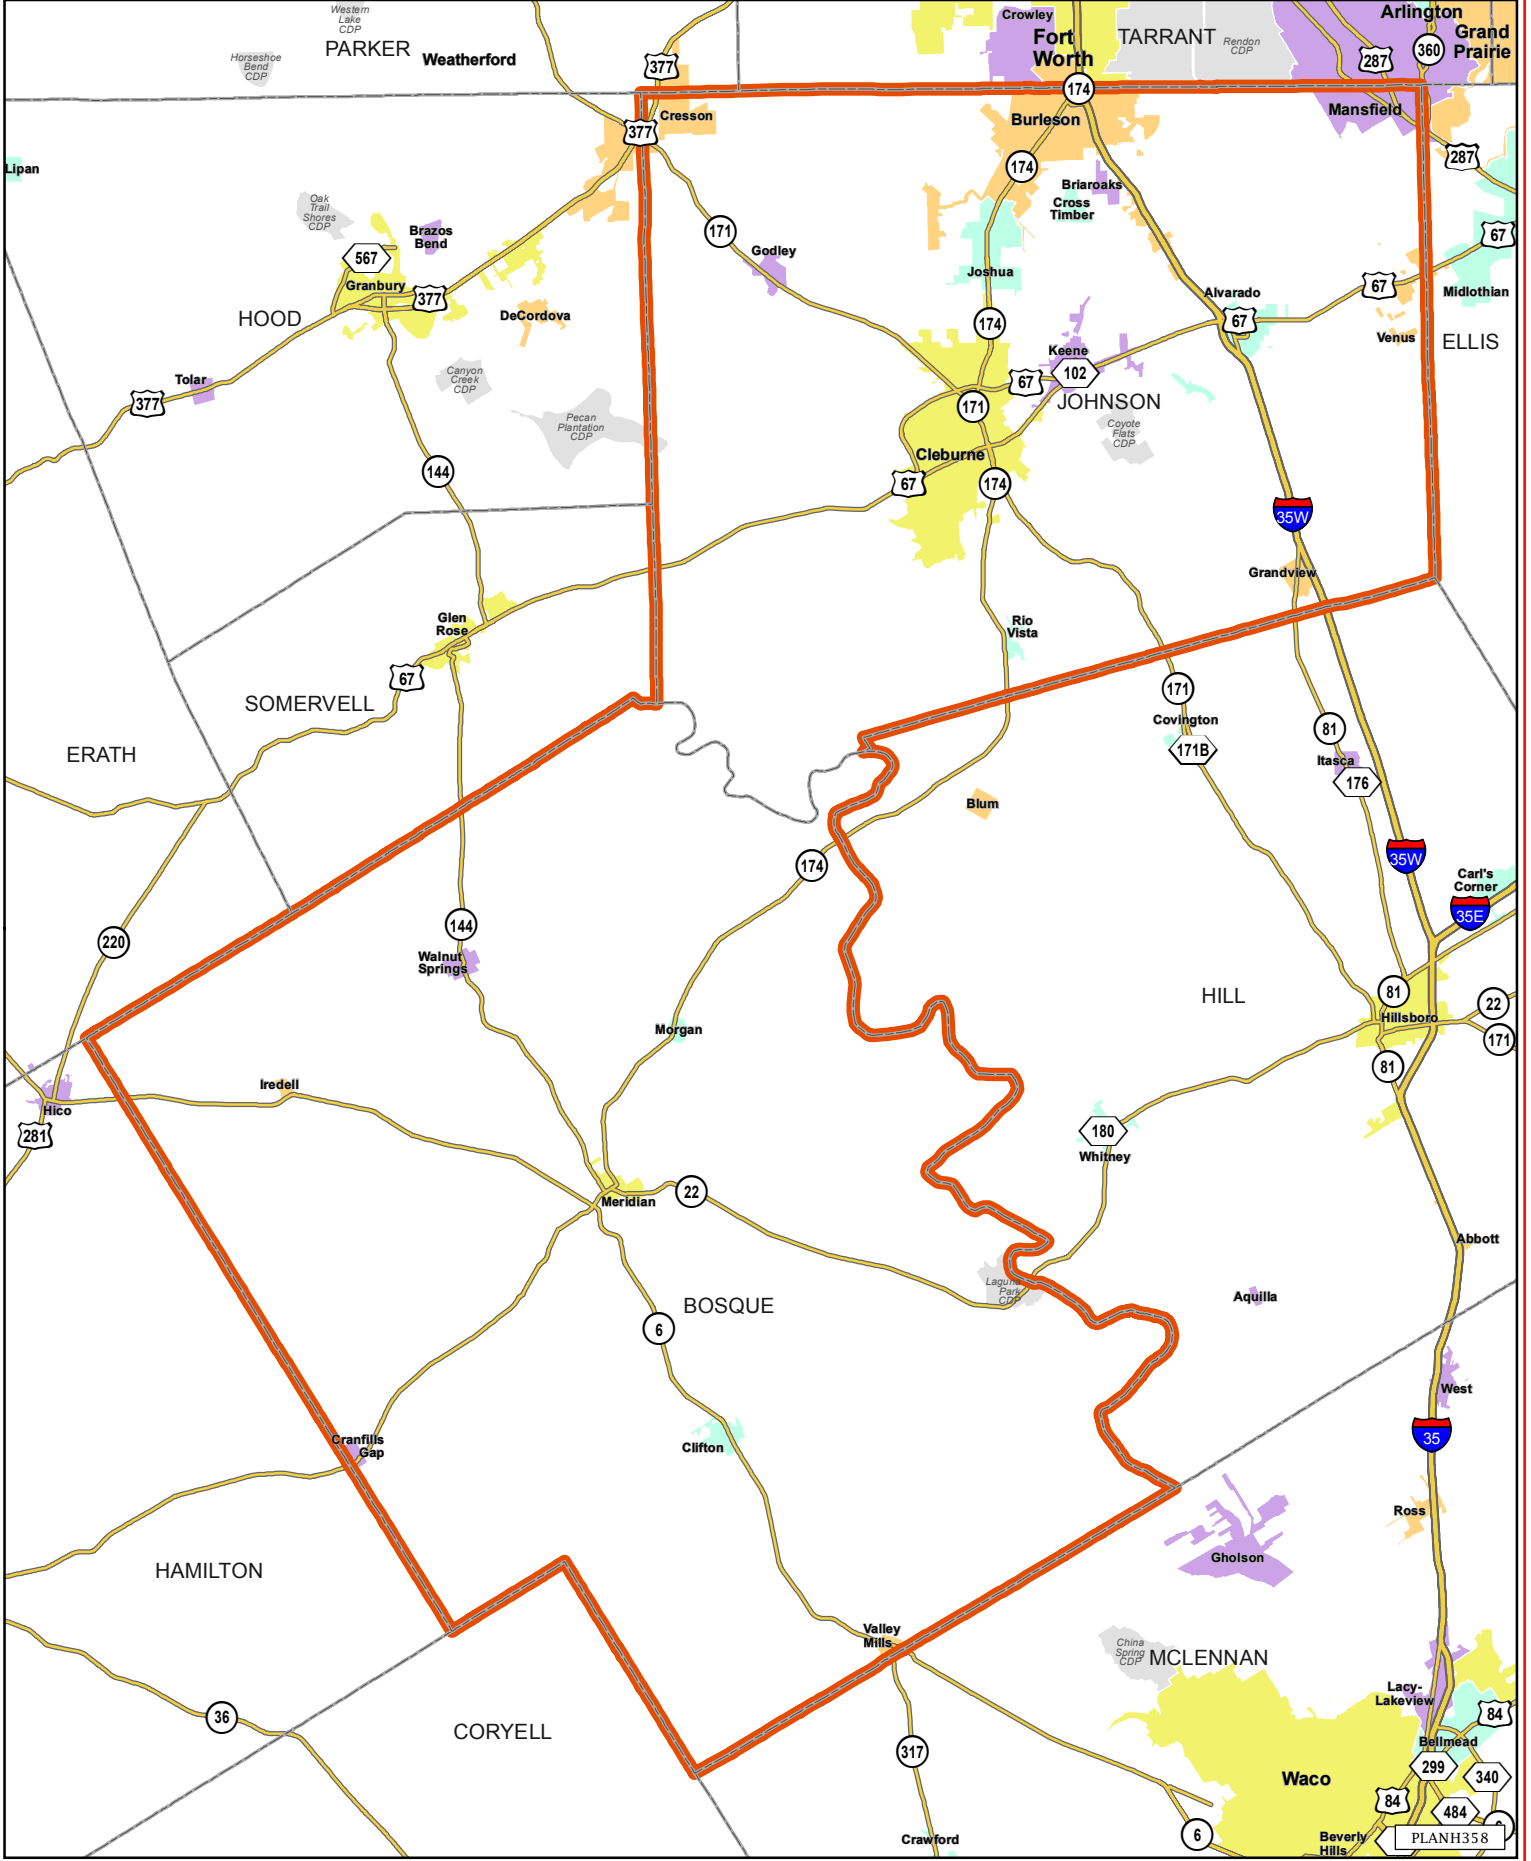 Western
Lake
CDP
PARKER
Weatherford
Horseshoe
Bend
CDP
377
Crowley
Fort
Worth
TARRANT
Rendon
CDP
Arlington
Grand
Prairie
287
360
174
Cresson
377
Burleson
Mansfield
287
Lipan
174
Briaroaks
Cross
Timber
Oak
Trail
Shores
CDP
Brazos
Bend
567
171
Godley
67
Granbury
377
Joshua
67
Midlothian
HOOD
DeCordova
174
Alvarado
67
Venus
ELLIS
Tolar
377
Canyon
Creek
CDP
Keene
67
102
JOHNSON
171
Pecan
Plantation
CDP
Coyote
Flats
CDP
Cleburne
144
67
174
35W
Grandview
Glen
Rose
Rio
Vista
67
SOMERVELL
171
Covington
171B
81
ERATH
Itasca
176
Blum
174
35W
Carl's
Corner
35E
144
220
Walnut
Springs
HILL
81
22
Hillsboro
171
Morgan
81
Iredell
Hico
281
180
Whitney
Meridian
22
Abbott
Laguna
Park
CDP
Aquilla
BOSQUE
6
West
Cranfills
Gap
Clifton
35
Ross
Gholson
HAMILTON
Valley
Mills
China
Spring
CDP
MCLENNAN
Lacy-
Lakeview
36
CORYELL
84
317
Bellmead
299
340
Waco
84
484
6
Crawford
Beverly
Hills
PLANH358